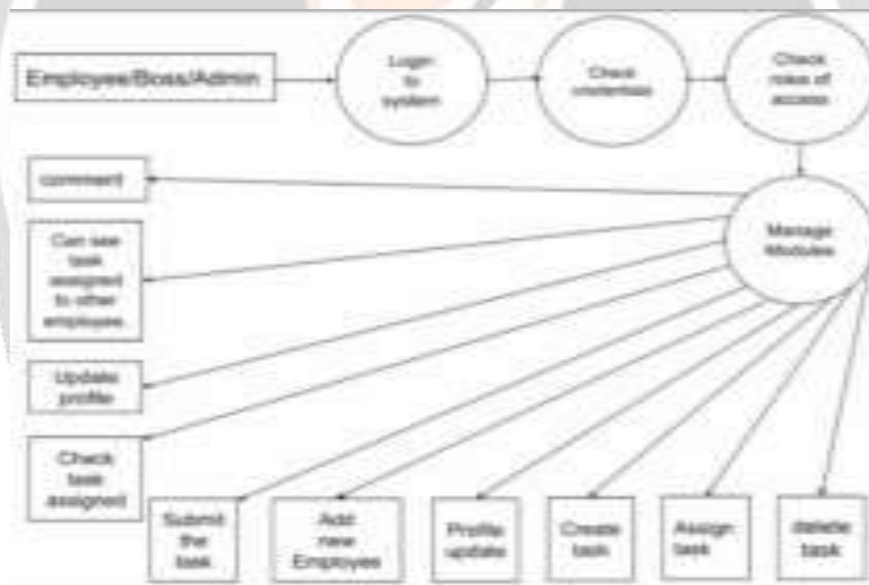 Employee/Boss/Admin
Login
to
system
Check
credentials
Check
roles of
access
comment
Manage
Modules
Can see
task
assigned
to other
employee.
Update
profile
Check
task
assigned
Submit
the
task
Add
new
Employee
Profile
update
Create
task
Assign
task
delete
task